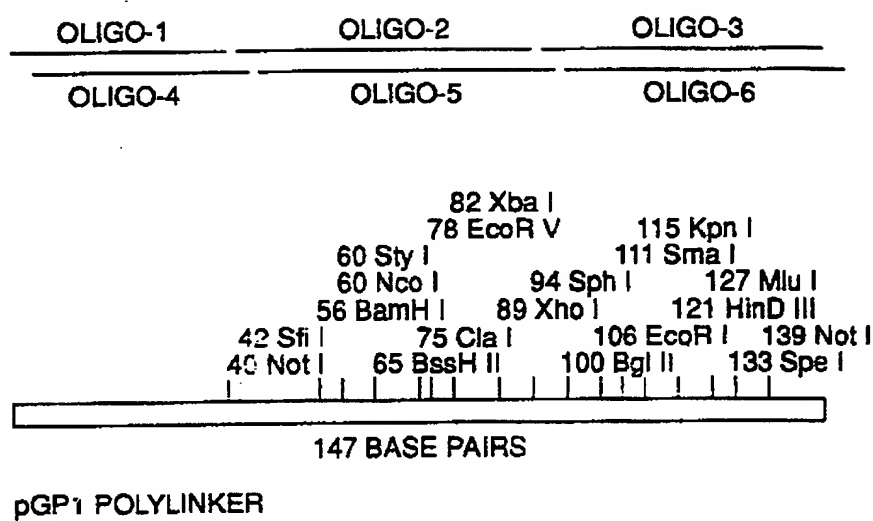 OLIGO-1 OLIGO-2 OLIGO-3
OLIGO-4 OLIGO-5 OLIGO-6
82 Xba I
78 EcoR V 115 Kpn I
60 Sty I 111 Sma I
60 Nco I 94 Sph I 127 Mlu I
56 BamH I 89 Xho I 121 HinD III
42 Sfi I 75 Cla I 106 EcoR I 139 Not I
40 Not I 65 BssH II 100 Bgl II 133 Spe I
147 BASE PAIRS
pGP1 POLYLINKER